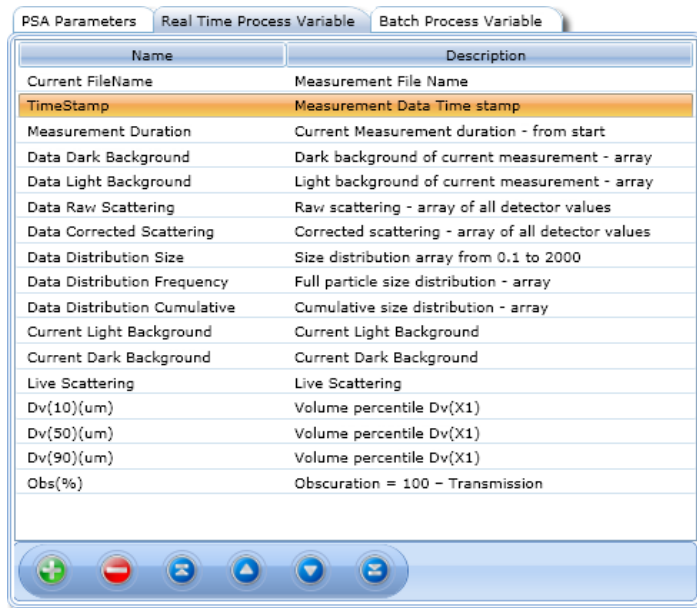 PSA Parameters Real Time Process Variable Batch Process Variable
Name Description
Current FileName Measurement File Name
TimeStamp Measurement Data Time stamp
Measurement Duration Current Measurement duration - from start
Data Dark Background Dark background of current measurement - array
Data Light Background Light background of current measurement - array
Data Raw Scattering Raw scattering - array of all detector values
Data Corrected Scattering Corrected scattering - array of all detector values
Data Distribution Size Size distribution array from 0.1 to 2000
Data Distribution Frequency Full particle size distribution - array
Data Distribution Cumulative Cumulative size distribution - array
Current Light Background Current Light Background
Current Dark Background Current Dark Background
Live Scattering Live Scattering
Dv(10)(um) Volume percentile Dv(X1)
Dv(50)(um) Volume percentile Dv(X1)
Dv(90)(um) Volume percentile Dv(X1)
Obs(%) Obscuration = 100 – Transmission